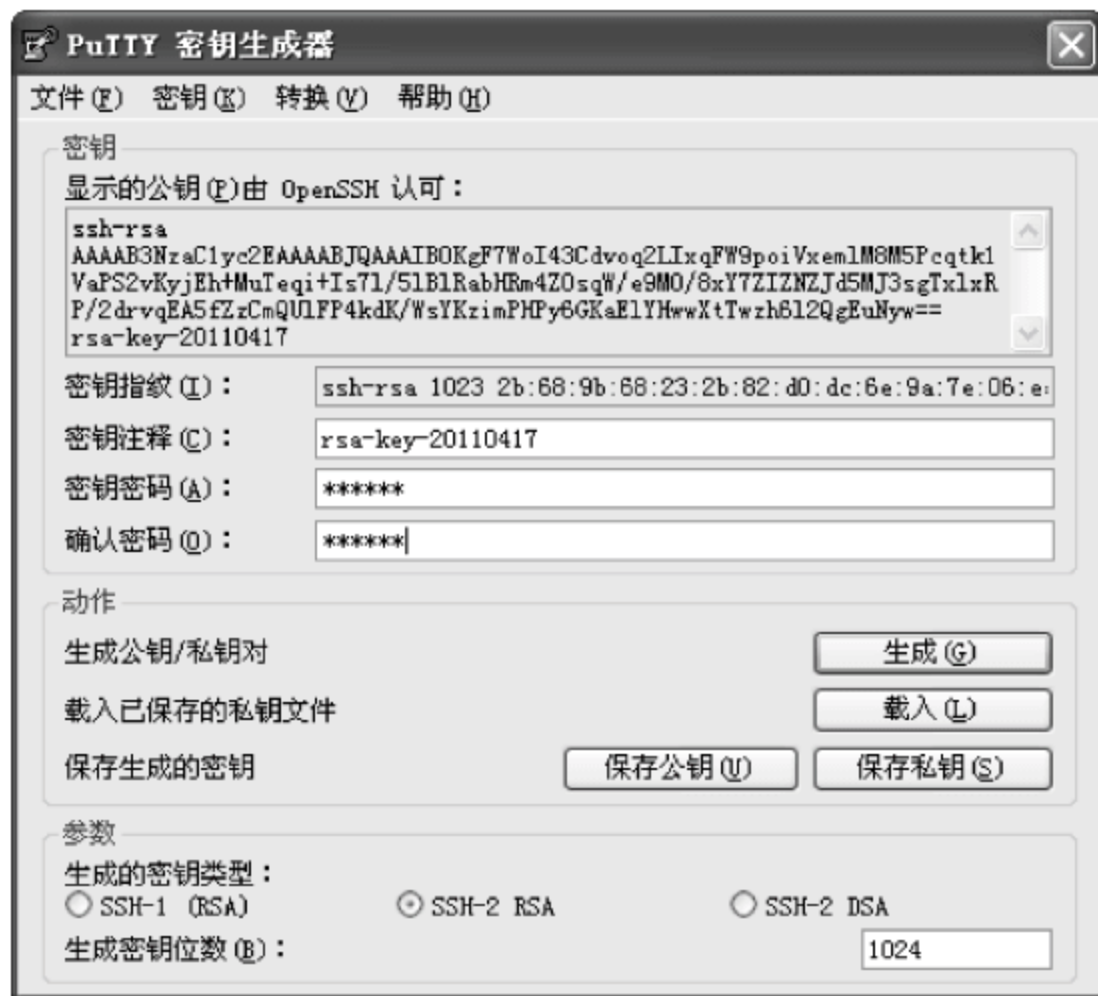 PuTTY 密钥生成器
文件(F) 密钥(K) 转换(V) 帮助(H)
密钥
显示的公钥(P)由 OpenSSH 认可：
ssh-rsa
AAAAB3NzaC1yc2EAAAABJQAAAIBOKgF7WoI43Cdvoq2LIxqFW9poiVxemlM8M5Pcqtk1
VaPS2vKyjEh+MuTeqi+Is7l/5lBlRabHRm4ZOsqW/e9MO/8xY7ZIZNZJd5MJ3sgTxlxR
P/2drvqEA5fZzCmQUlFP4kdK/WsYKzimPHPy6GKaElYHwwXtTwzh6l2QgEuNyw==
rsa-key-20110417
密钥指纹(I)： ssh-rsa 1023 2b:68:9b:68:23:2b:82:d0:dc:6e:9a:7e:06:e
密钥注释(C)： rsa-key-20110417
密钥密码(A)： ******
确认密码(O)： ******
动作
生成公钥/私钥对 生成(G)
载入已保存的私钥文件 载入(L)
保存生成的密钥 保存公钥(U) 保存私钥(S)
参数
生成的密钥类型：
SSH-1 (RSA) SSH-2 RSA SSH-2 DSA
生成密钥位数(B)： 1024